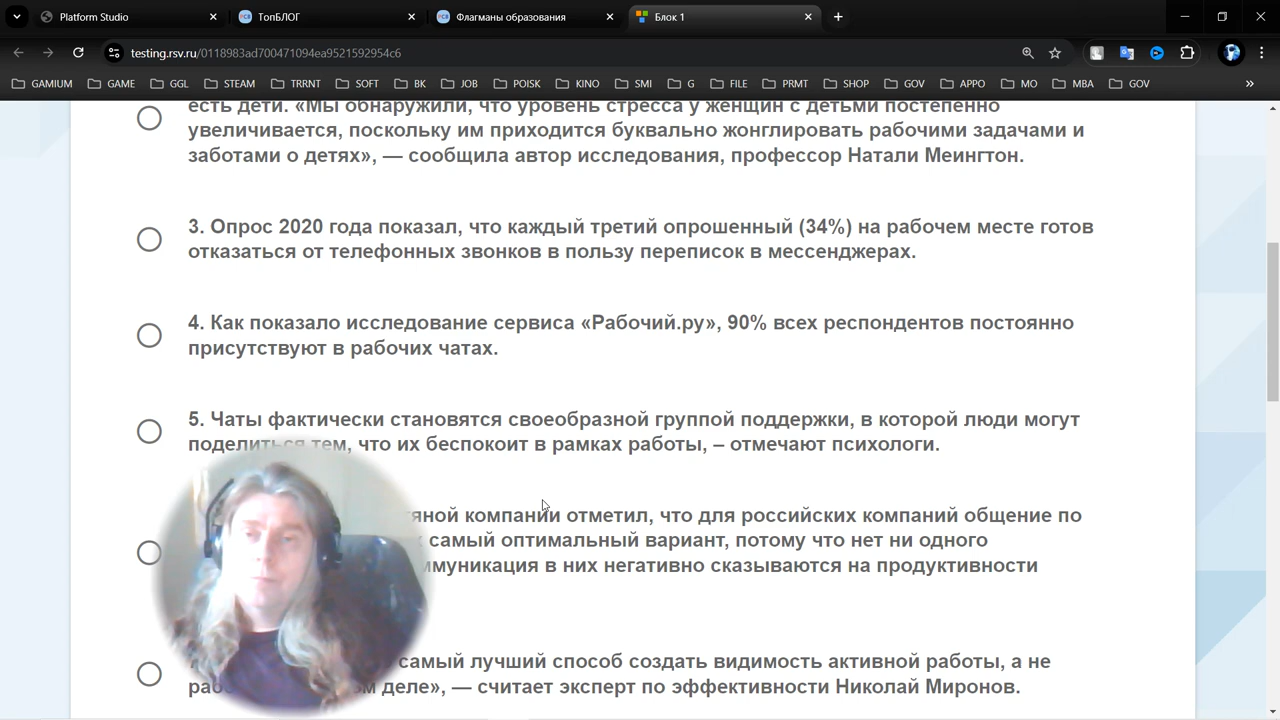 Platform Studio
ТопБЛОГ
Флагманы образования
Блок 1
testing.rsv.ru/0118983ad700471094ea9521592954c6
GAMIUM GAME GGL STEAM TRRNT SOFT BK JOB POISK KINO SMI G FILE PRMT SHOP GOV APPO MO MBA GOV
есть дети. «Мы обнаружили, что уровень стресса у женщин с детьми постепенно
увеличивается, поскольку им приходится буквально жонглировать рабочими задачами и
заботами о детях», — сообщила автор исследования, профессор Натали Меингтон.
3. Опрос 2020 года показал, что каждый третий опрошенный (34%) на рабочем месте готов
отказаться от телефонных звонков в пользу переписок в мессенджерах.
4. Как показало исследование сервиса «Рабочий.ру», 90% всех респондентов постоянно
присутствуют в рабочих чатах.
5. Чаты фактически становятся своеобразной группой поддержки, в которой люди могут
поделиться тем, что их беспокоит в рамках работы, – отмечают психологи.
компании отметил, что для российских компаний общение по
самый оптимальный вариант, потому что нет ни одного
в них негативно сказываются на продуктивности
самый лучший способ создать видимость активной работы, а не
деле», — считает эксперт по эффективности Николай Миронов.